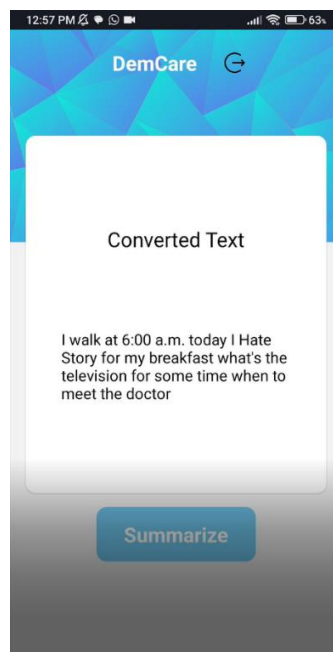 12:57 PM 63%
DemCare
Converted Text
I walk at 6:00 a.m. today I Hate
Story for my breakfast what's the
television for some time when to
meet the doctor
Summarize